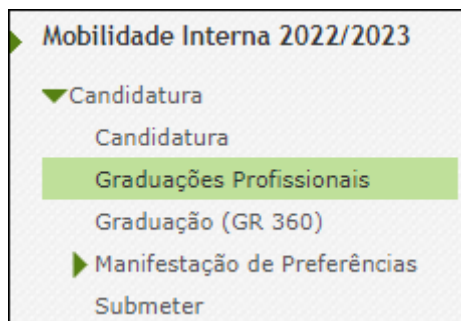 Mobilidade Interna 2022/2023
Candidatura
Candidatura
Graduações Profissionais
Graduação (GR 360)
Manifestação de Preferências
Submeter